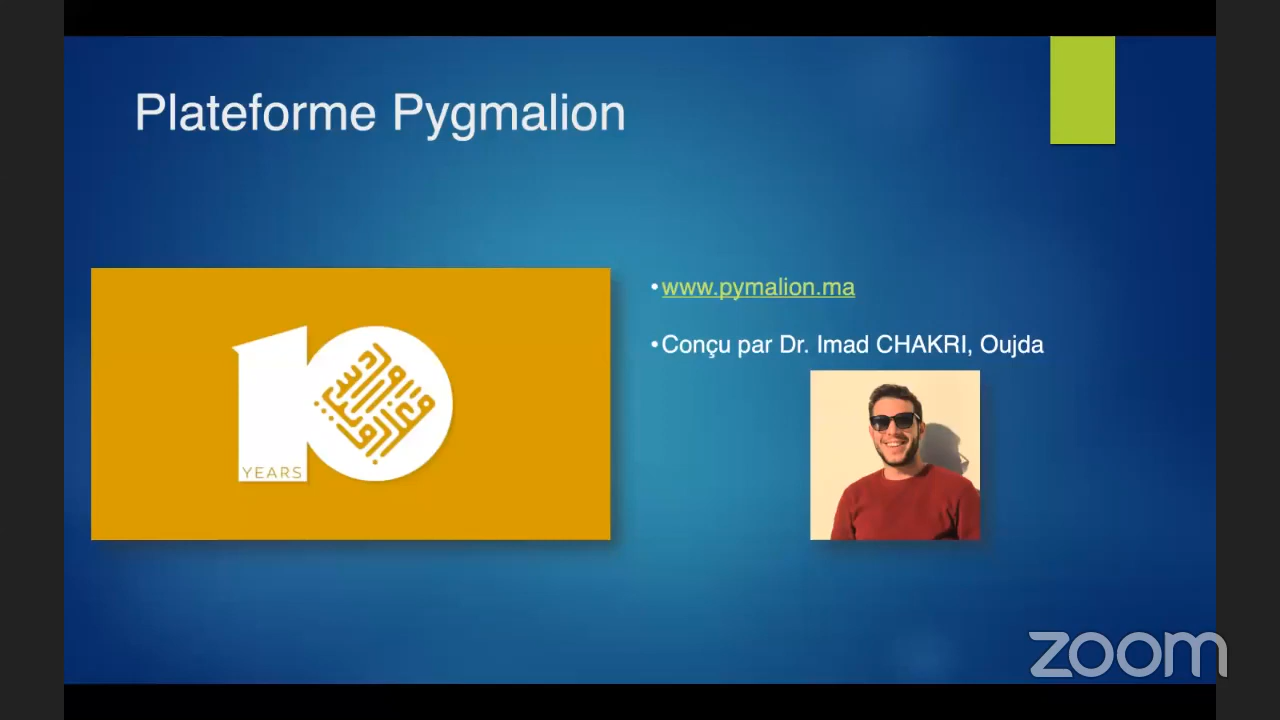 Plateforme Pygmalion
YEARS
•www.pymalion.ma
•Conçu par Dr. Imad CHAKRI, Oujda
zoom